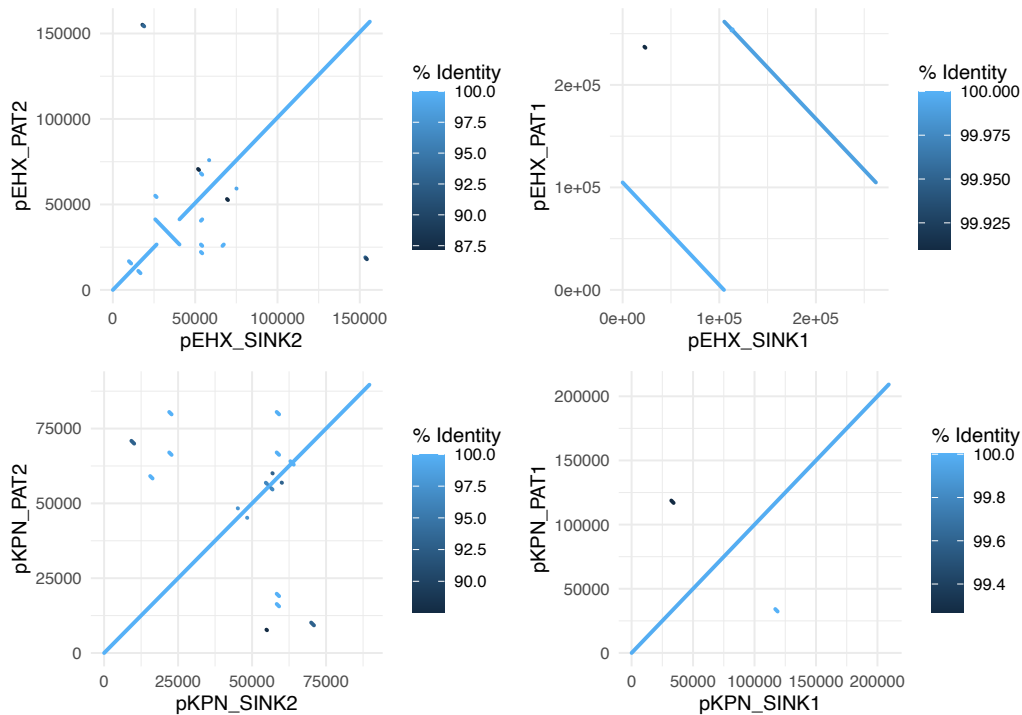 pEHX_PAT2
150000
100000
50000
0
0 50000 100000 150000
pEHX_SINK2
% Identity
100.0
97.5
95.0
92.5
90.0
87.5
pEHX_PAT1
2e+05
1e+05
0e+00
0e+00 1e+05 2e+05
pEHX_SINK1
% Identity
100.000
99.975
99.950
99.925
pKPN_PAT2
75000
50000
25000
0
0 25000 50000 75000
pKPN_SINK2
% Identity
100.0
97.5
95.0
92.5
90.0
pKPN_PAT1
200000
150000
100000
50000
0
0 50000 100000 150000 200000
pKPN_SINK1
% Identity
100.0
99.8
99.6
99.4